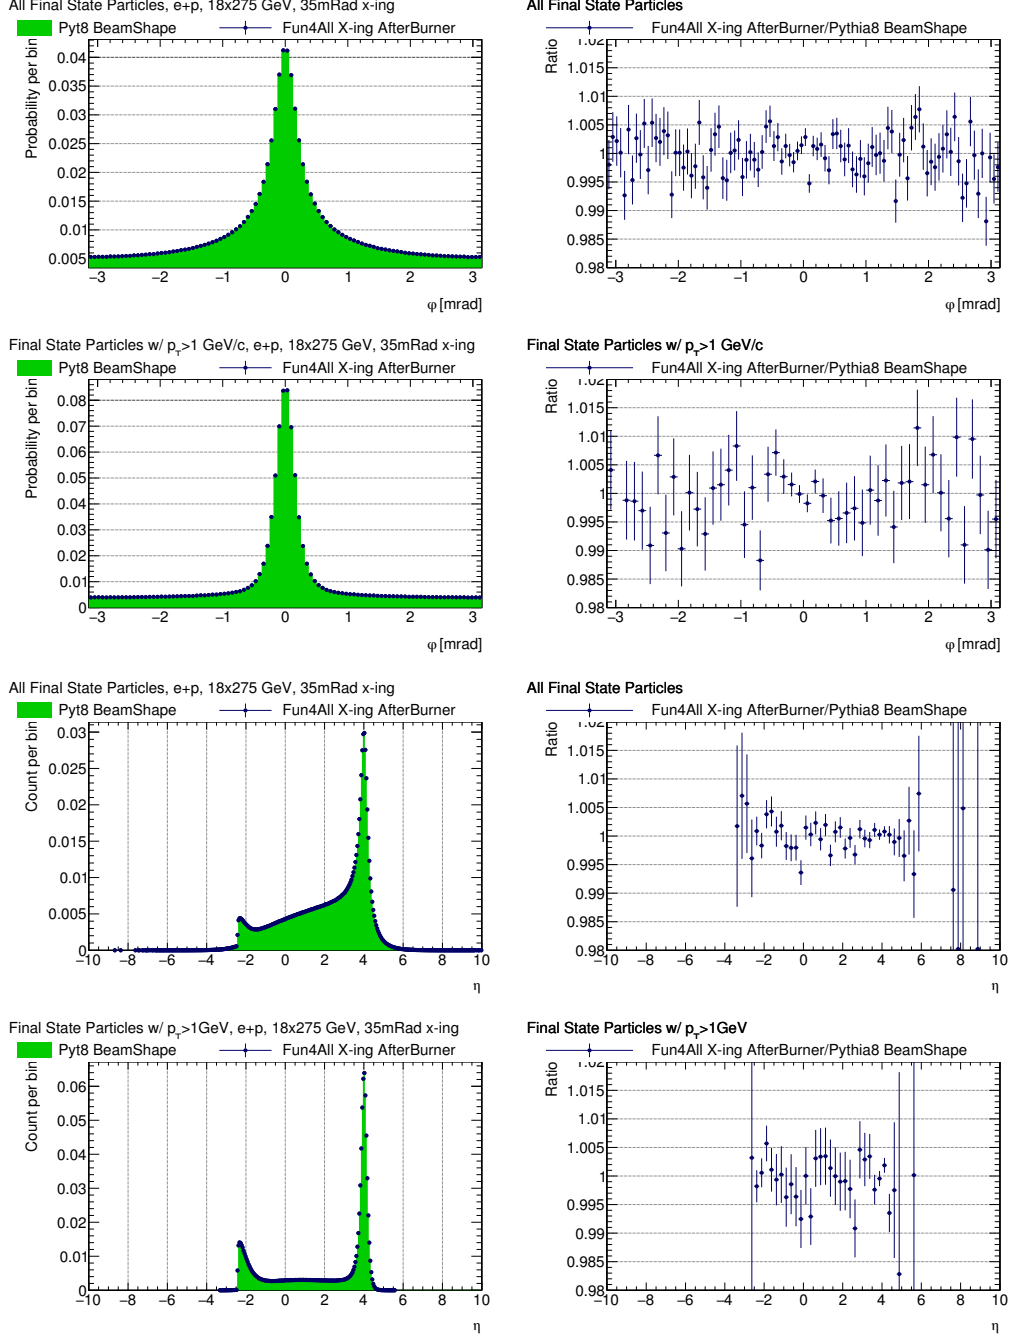 All Final State Particles, e+p, 18x275 GeV, 35mRad x-ing
Pyt8 BeamShape Fun4All X-ing AfterBurner
Probability per bin
0.04
0.035
0.03
0.025
0.02
0.015
0.01
0.005
−3 −2 −1 0 1 2 3
φ [mrad]
All Final State Particles
Fun4All X-ing AfterBurner/Pythia8 BeamShape
Ratio
1.02
1.015
1.01
1.005
1
0.995
0.99
0.985
0.98
−3 −2 −1 0 1 2 3
φ [mrad]
Final State Particles w/ pT>1 GeV/c, e+p, 18x275 GeV, 35mRad x-ing
Pyt8 BeamShape Fun4All X-ing AfterBurner
Probability per bin
0.08
0.07
0.06
0.05
0.04
0.03
0.02
0.01
0
−3 −2 −1 0 1 2 3
φ [mrad]
Final State Particles w/ pT>1 GeV/c
Fun4All X-ing AfterBurner/Pythia8 BeamShape
Ratio
1.02
1.015
1.01
1.005
1
0.995
0.99
0.985
0.98
−3 −2 −1 0 1 2 3
φ [mrad]
All Final State Particles, e+p, 18x275 GeV, 35mRad x-ing
Pyt8 BeamShape Fun4All X-ing AfterBurner
Count per bin
0.03
0.025
0.02
0.015
0.01
0.005
0
−10 −8 −6 −4 −2 0 2 4 6 8 10
η
All Final State Particles
Fun4All X-ing AfterBurner/Pythia8 BeamShape
Ratio
1.02
1.015
1.01
1.005
1
0.995
0.99
0.985
0.98
−10 −8 −6 −4 −2 0 2 4 6 8 10
η
Final State Particles w/ pT>1GeV, e+p, 18x275 GeV, 35mRad x-ing
Pyt8 BeamShape Fun4All X-ing AfterBurner
Count per bin
0.06
0.05
0.04
0.03
0.02
0.01
0
−10 −8 −6 −4 −2 0 2 4 6 8 10
η
Final State Particles w/ pT>1GeV
Fun4All X-ing AfterBurner/Pythia8 BeamShape
Ratio
1.02
1.015
1.01
1.005
1
0.995
0.99
0.985
0.98
−10 −8 −6 −4 −2 0 2 4 6 8 10
η